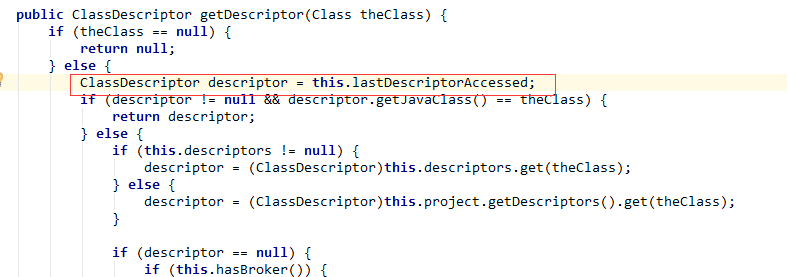 public ClassDescriptor getDescriptor(Class theClass) {
if (theClass == null) {
return null;
} else {
ClassDescriptor descriptor = this.lastDescriptorAccessed;
if (descriptor != null && descriptor.getJavaClass() == theClass) {
return descriptor;
} else {
if (this.descriptors != null) {
descriptor = (ClassDescriptor)this.descriptors.get(theClass);
} else {
descriptor = (ClassDescriptor)this.project.getDescriptors().get(theClass);
}
if (descriptor == null) {
if (this.hasBroker()) {